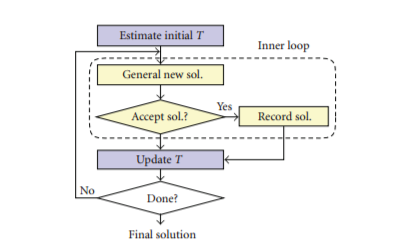 Estimate initial T
Inner loop
General new sol.
Accept sol.?
Yes
Record sol.
Update T
No
Done?
Final solution